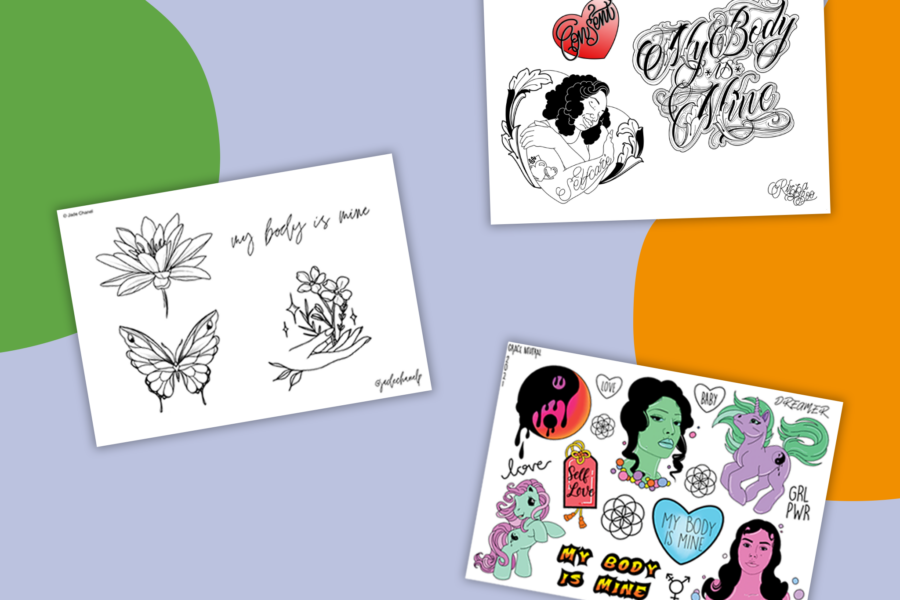 Consent
My Body
is
Mine
Selfcare
© Jade Chanel
my body is mine
@jadechanelp
GRACE NEUTRAL
LOVE
BABY
DREAMER
love
Self
Love
GRL
PWR
MY BODY
IS MINE
MY BODY
IS MINE